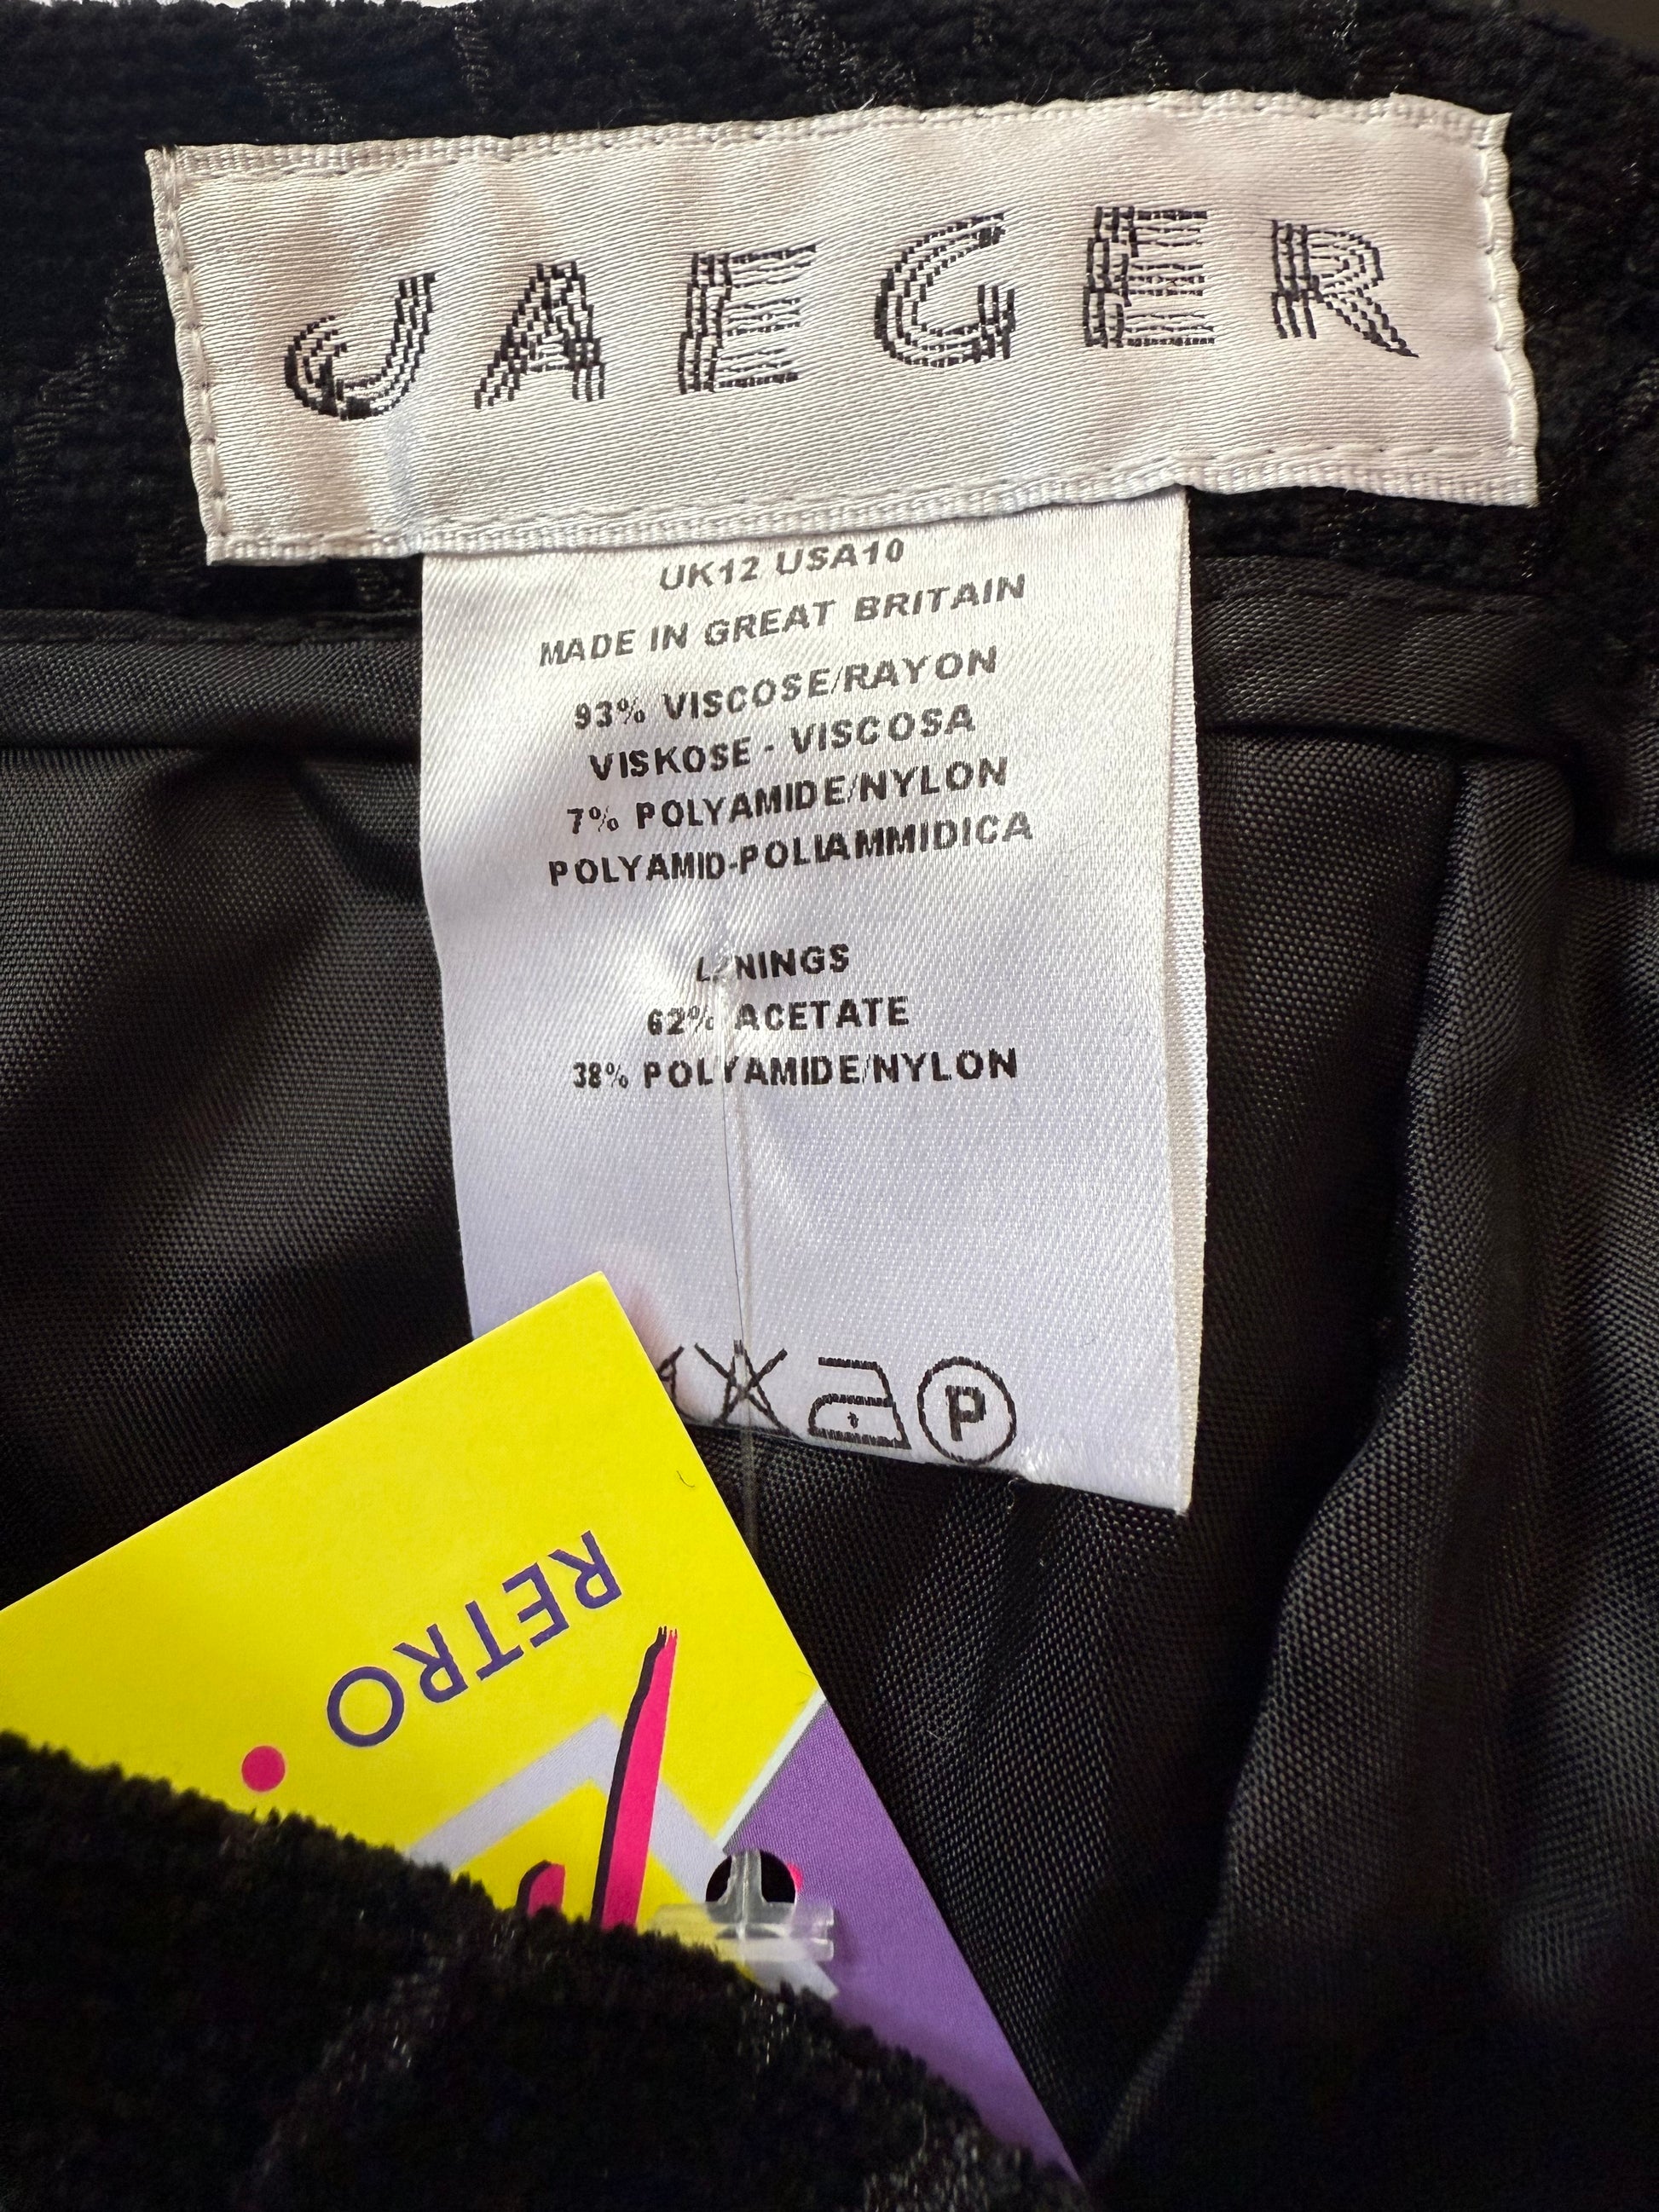 JAEGER
UK12 USA10
MADE IN GREAT BRITAIN
93% VISCOSE/RAYON
VISKOSE - VISCOSA
7% POLYAMIDE/NYLON
POLYAMID-POLIAMMIDICA
LININGS
62% ACETATE
38% POLYAMIDE/NYLON
P
RETRO